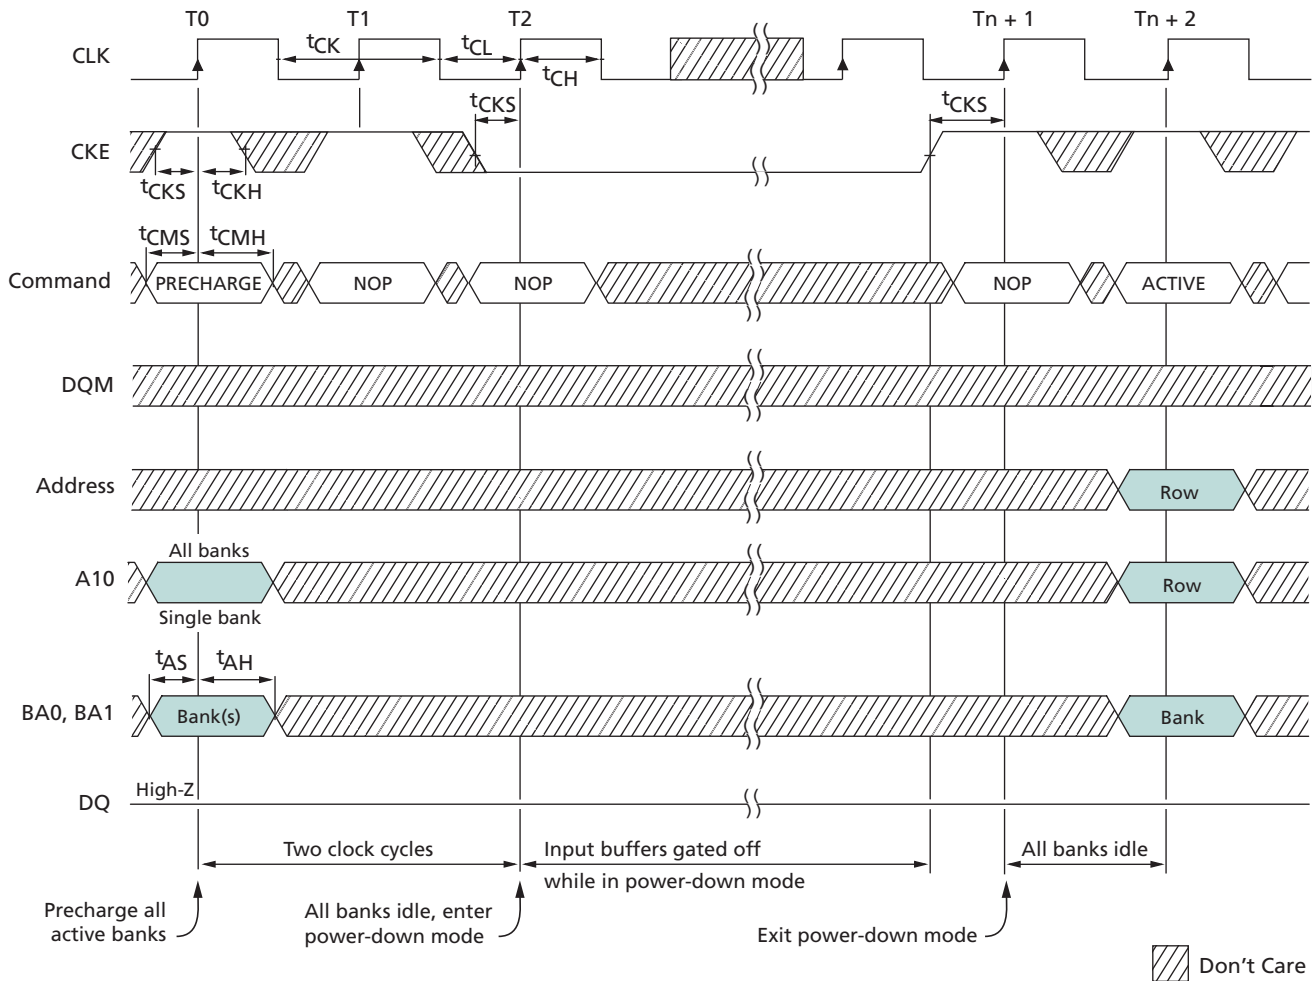 T0 T1 T2 Tn + 1 Tn + 2
CLK
tCK tCL
tCH
tCKS tCKS
CKE
tCKS tCKH
tCMS tCMH
Command PRECHARGE NOP NOP NOP ACTIVE
DQM
Address Row
All banks
A10 Row
Single bank
tAS tAH
BA0, BA1 Bank(s) Bank
High-Z
DQ
Two clock cycles Input buffers gated off All banks idle
while in power-down mode
Precharge all All banks idle, enter
active banks power-down mode Exit power-down mode
Don't Care